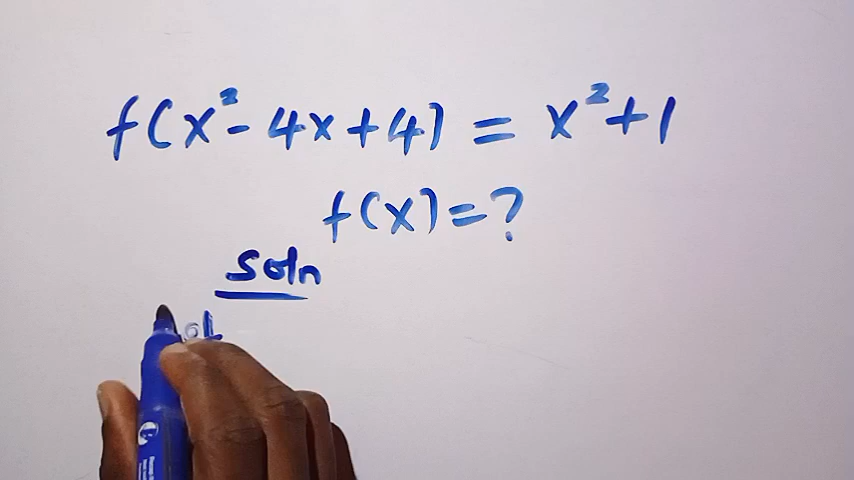 f(x² - 4x + 4) = x² + 1
f(x) = ?
soln